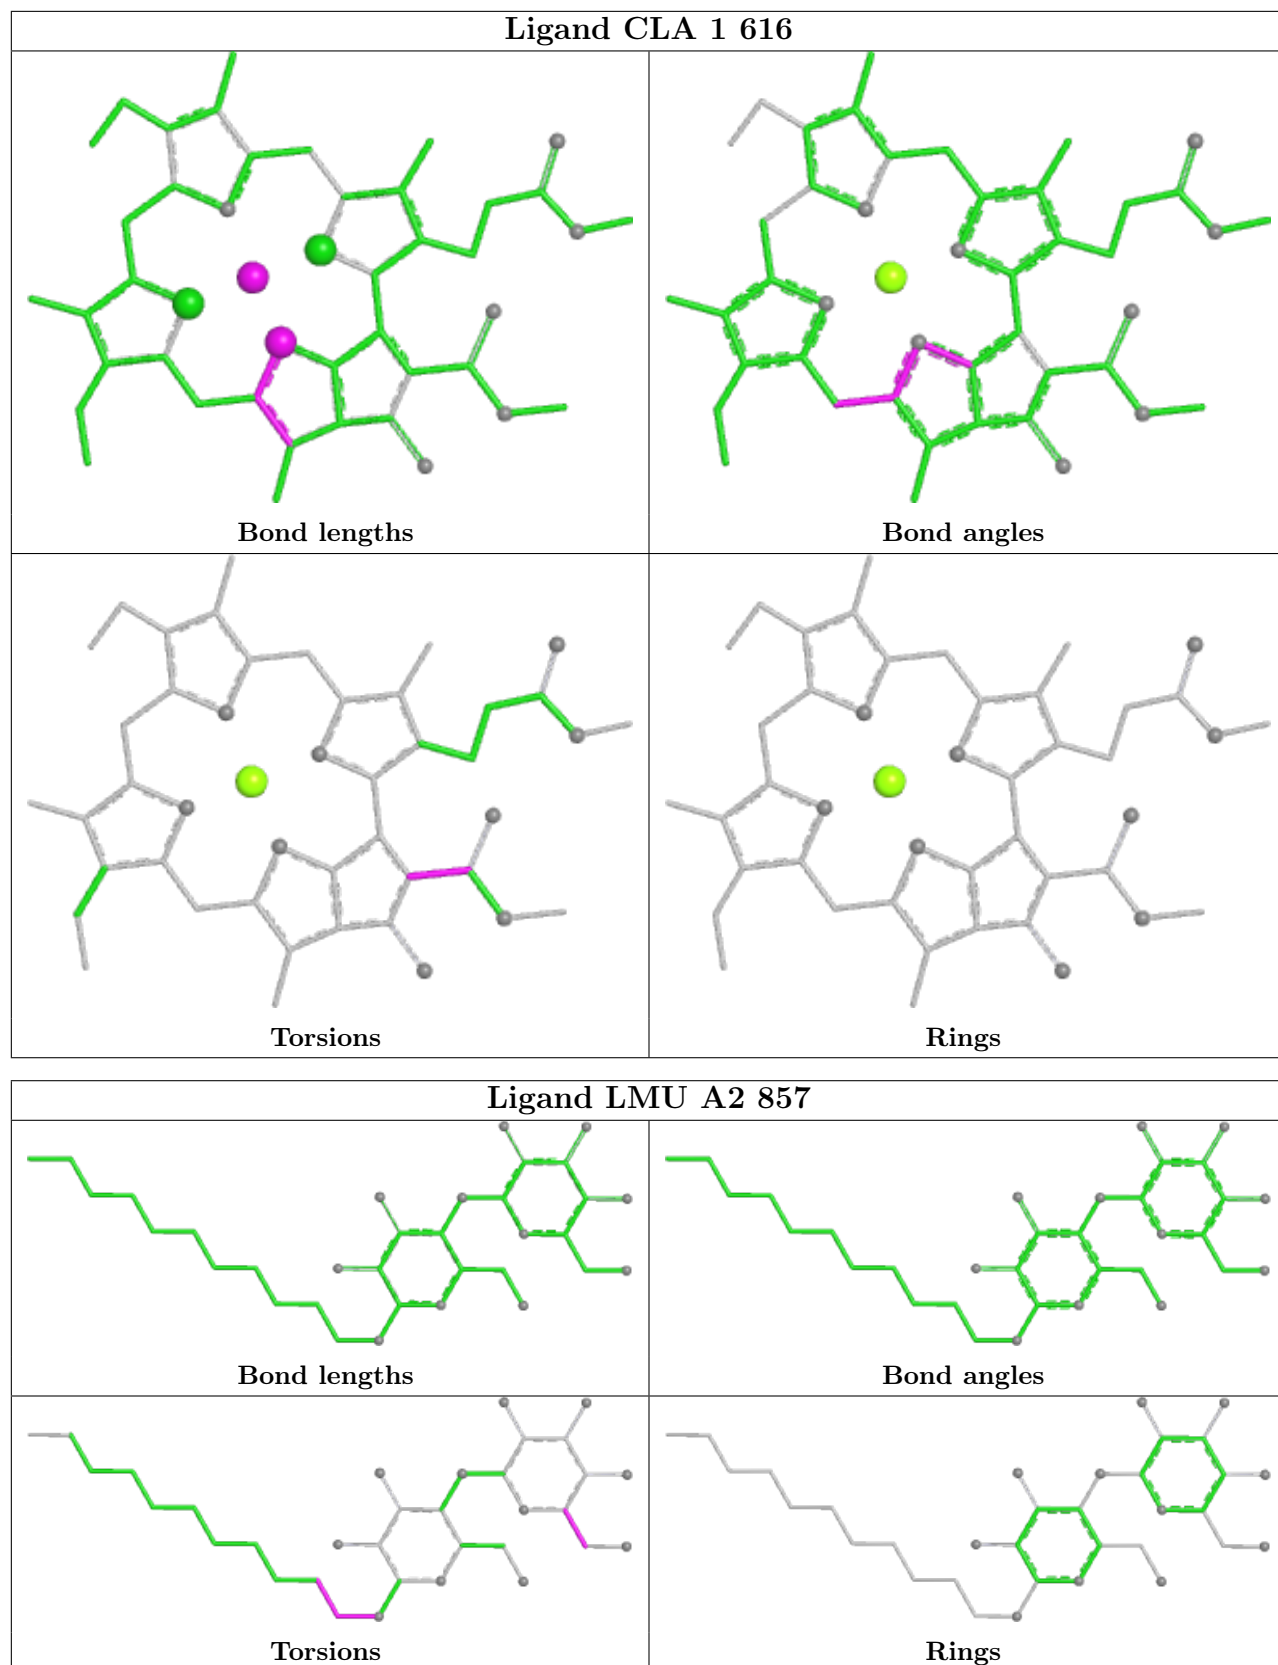 Ligand CLA 1 616
Bond lengths
Bond angles
Torsions
Rings
Ligand LMU A2 857
Bond lengths
Bond angles
Torsions
Rings